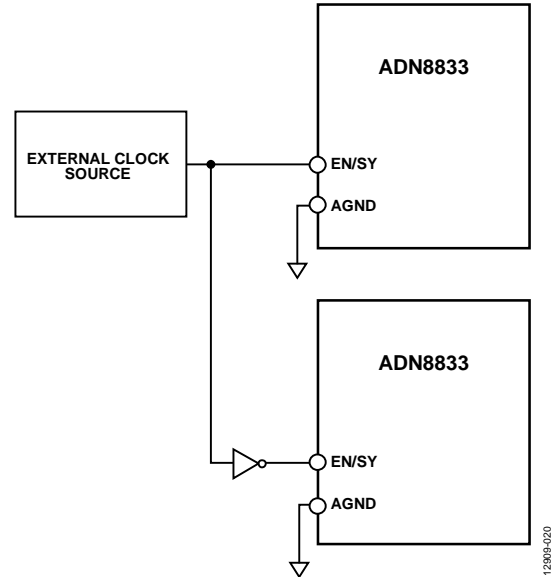 ADN8833
EXTERNAL CLOCK
SOURCE
EN/SY
AGND
ADN8833
EN/SY
AGND
12909-020